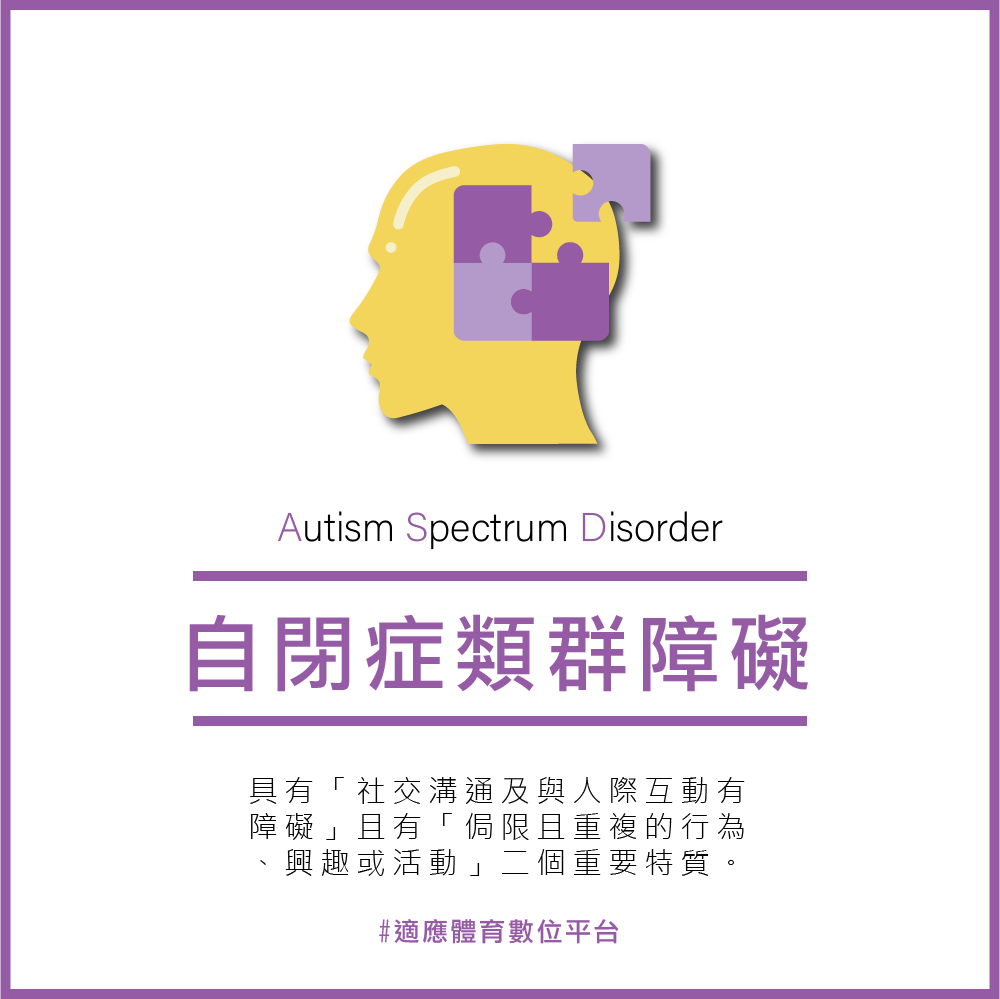 Autism Spectrum Disorder
自閉症類群障礙
具有「社交溝通及與人際互動有
障礙」且有「侷限且重複的行為
、興趣或活動」二個重要特質。
#適應體育數位平台